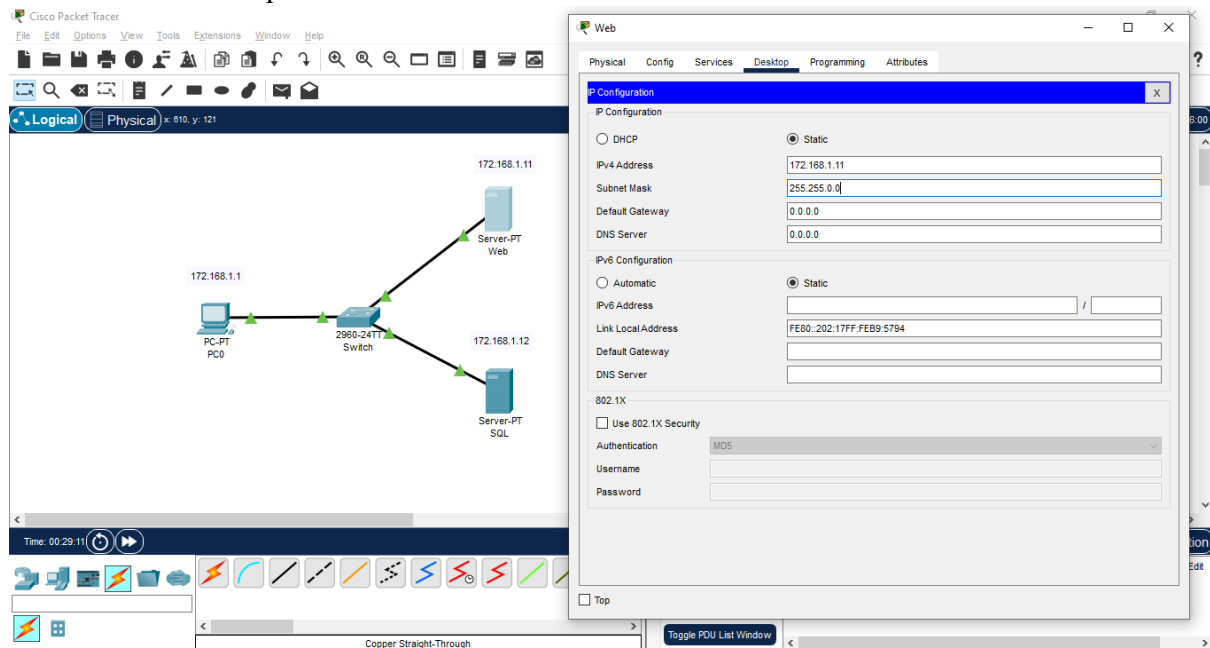 Cisco Packet Tracer
File Edit Options View Tools Extensions Window Help
Logical Physical x: 610, y: 121
172.168.1.11
Server-PT
Web
172.168.1.1
PC-PT
PC0
2960-24TT
Switch
172.168.1.12
Server-PT
SQL
Time: 00:29:11
Copper Straight-Through
Toggle PDU List Window
Web
Physical Config Services Desktop Programming Attributes
IP Configuration X
IP Configuration
DHCP Static
IPv4 Address 172.168.1.11
Subnet Mask 255.255.0.0
Default Gateway 0.0.0.0
DNS Server 0.0.0.0
IPv6 Configuration
Automatic Static
IPv6 Address /
Link Local Address FE80::202:17FF:FEB9:5794
Default Gateway
DNS Server
802.1X
Use 802.1X Security
Authentication MD5
Username
Password
Top
?
6:00
tion
Edit